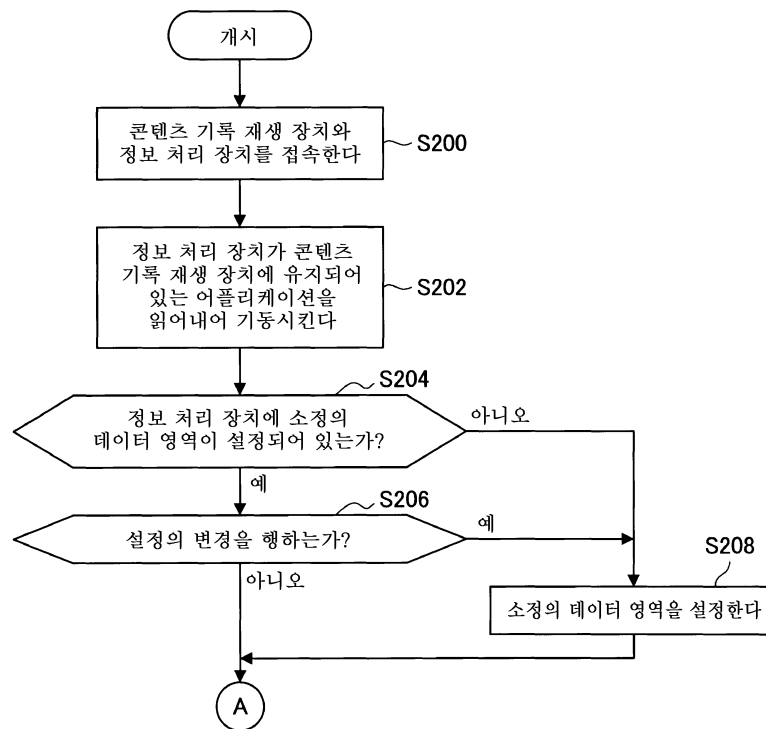 개시
콘텐츠 기록 재생 장치와
정보 처리 장치를 접속한다
S200
정보 처리 장치가 콘텐츠
기록 재생 장치에 유지되어
있는 어플리케이션을
읽어내어 기동시킨다
S202
S204
정보 처리 장치에 소정의
데이터 영역이 설정되어 있는가?
아니오
예
S206
설정의 변경을 행하는가?
예
아니오
S208
소정의 데이터 영역을 설정한다
A